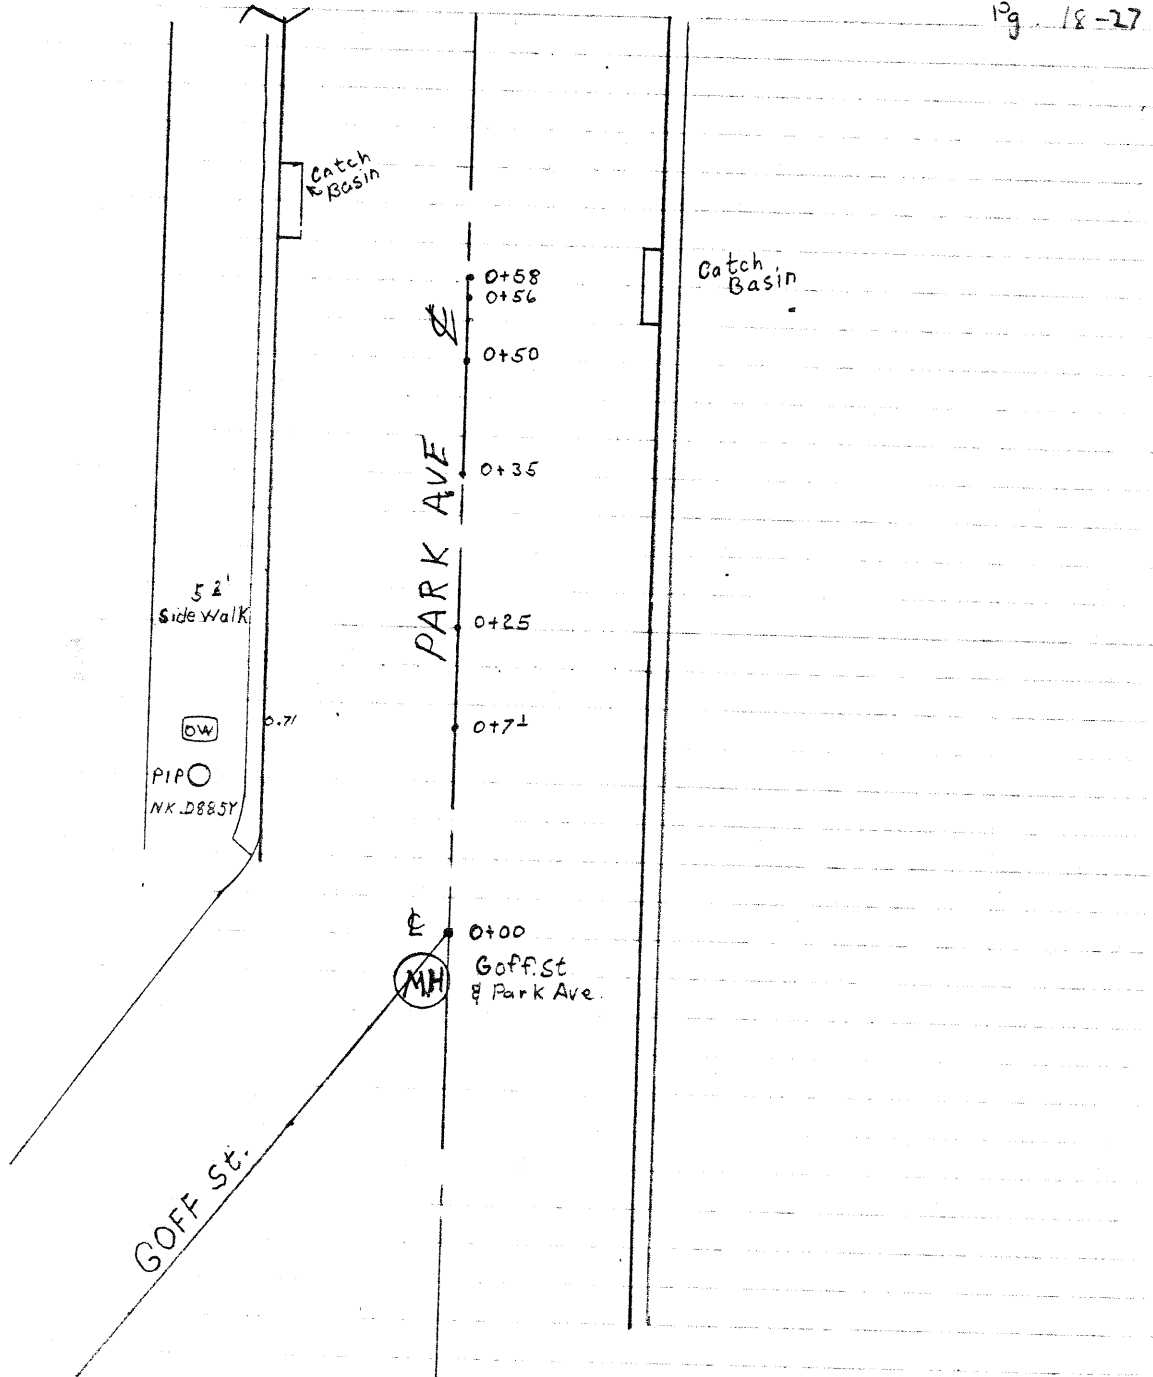 Pg. 18-27
Catch
Basin
0+58
0+56
Catch
Basin
℄
0+50
0+35
PARK AVE
5 2'
Side Walk
0+25
OW
0.71
0+7±
PIP
NK.D885Y
℄
0+00
MH
Goff.St
& Park Ave.
GOFF St.